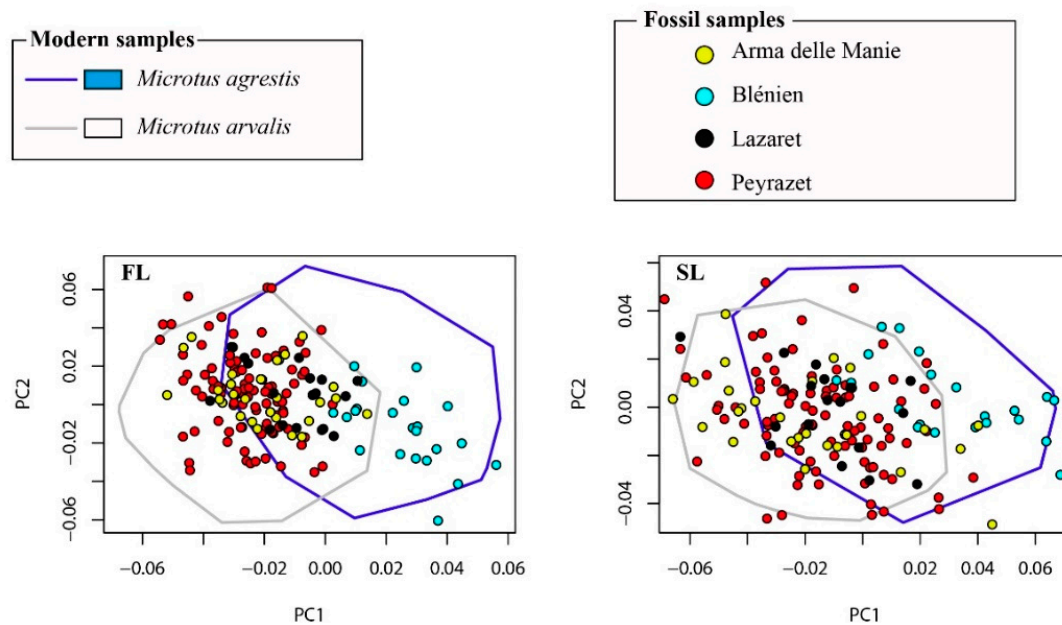 Modern samples
Microtus agrestis
Microtus arvalis
Fossil samples
Arma delle Manie
Blénien
Lazaret
Peyrazet
FL
PC2
0.06
0.02
−0.02
−0.06
−0.06
−0.02
0.00
0.02
0.04
0.06
PC1
SL
PC2
0.04
0.00
−0.04
−0.06
−0.02
0.02
0.04
0.06
PC1